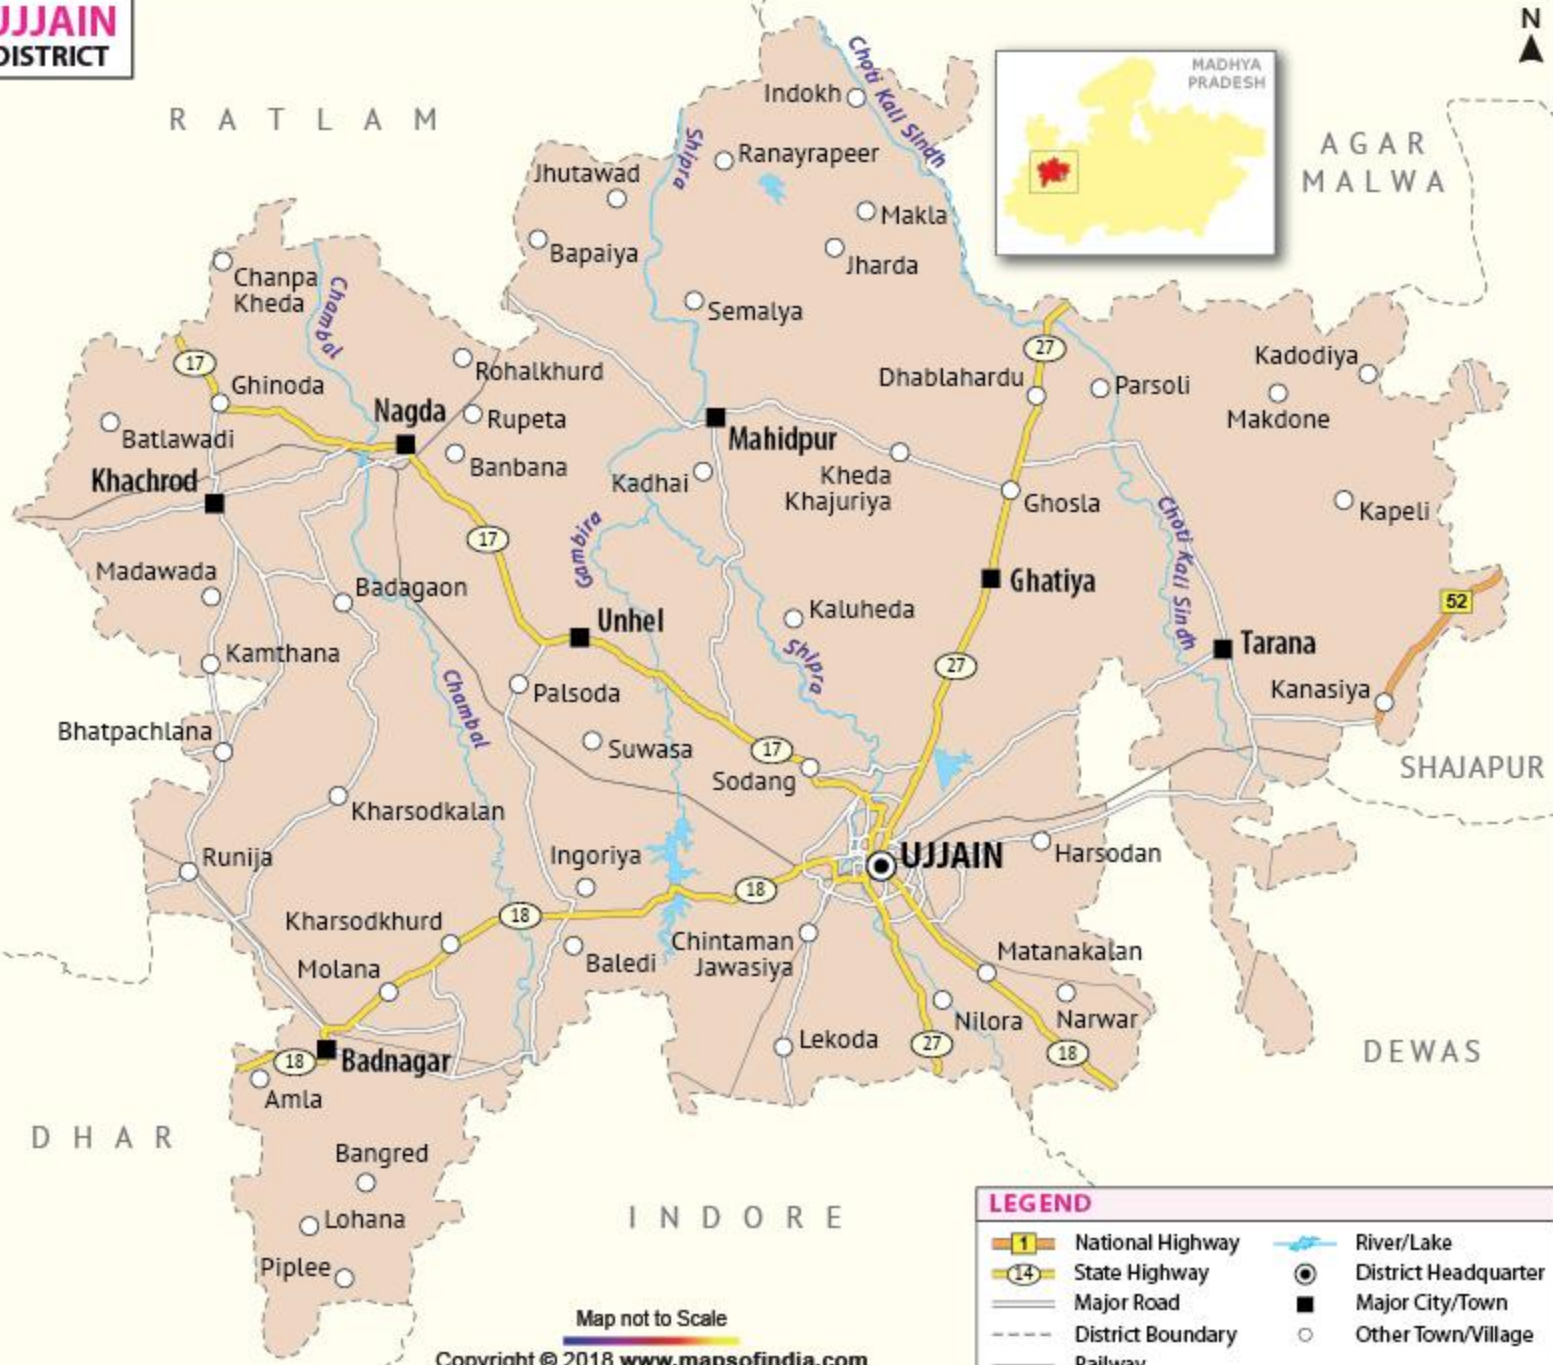 UJJAIN
DISTRICT
N
RATLAM
AGAR
MALWA
MADHYA
PRADESH
Choti Kali Sindh
Indokh
Shipra
Ranayrapeer
Jhutawad
Makla
Bapaiya
Jharda
Chanpa
Kheda
Chambal
Semalya
17
27
Ghinoda
Rohalkhurd
Dhablahardu
Parsoli
Kadodiya
Makdone
Nagda
Rupeta
Batlawadi
Mahidpur
Banbana
Khachrod
Kadhai
Kheda
Khajuriya
Ghosla
Kapeli
Choti Kali Sindh
17
Gambira
Madawada
Badagaon
Ghatiya
52
Unhel
Kaluheda
Shipra
Tarana
Kamthana
27
Palsoda
Kanasiya
Chambal
Bhatpachlana
Suwasa
17
Sodang
SHAJAPUR
Kharsodkalan
Runija
Ingoriya
UJJAIN
Harsodan
18
18
Kharsodkhurd
Chintaman
Jawasiya
Matanakalan
Molana
Baledi
Nilora
Narwar
Lekoda
27
18
DEWAS
18
Badnagar
Amla
DHAR
Bangred
Lohana
INDORE
Piplee
LEGEND
1 National Highway
River/Lake
14 State Highway
District Headquarter
Major Road
Major City/Town
District Boundary
Other Town/Village
Railway
Map not to Scale
Copyright © 2018 www.mapsofindia.com